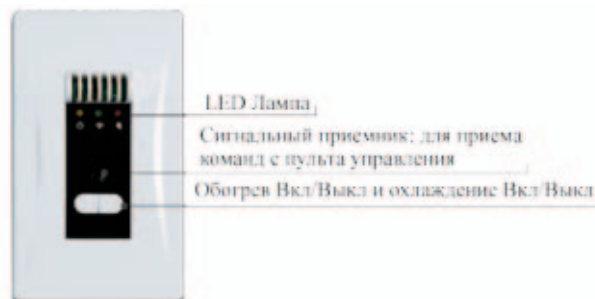 LED Лампа
Сигнальный приемник: для приема
команд с пульта управления
Обогрев Вкл/Выкл и охлаждение Вкл/Выкл